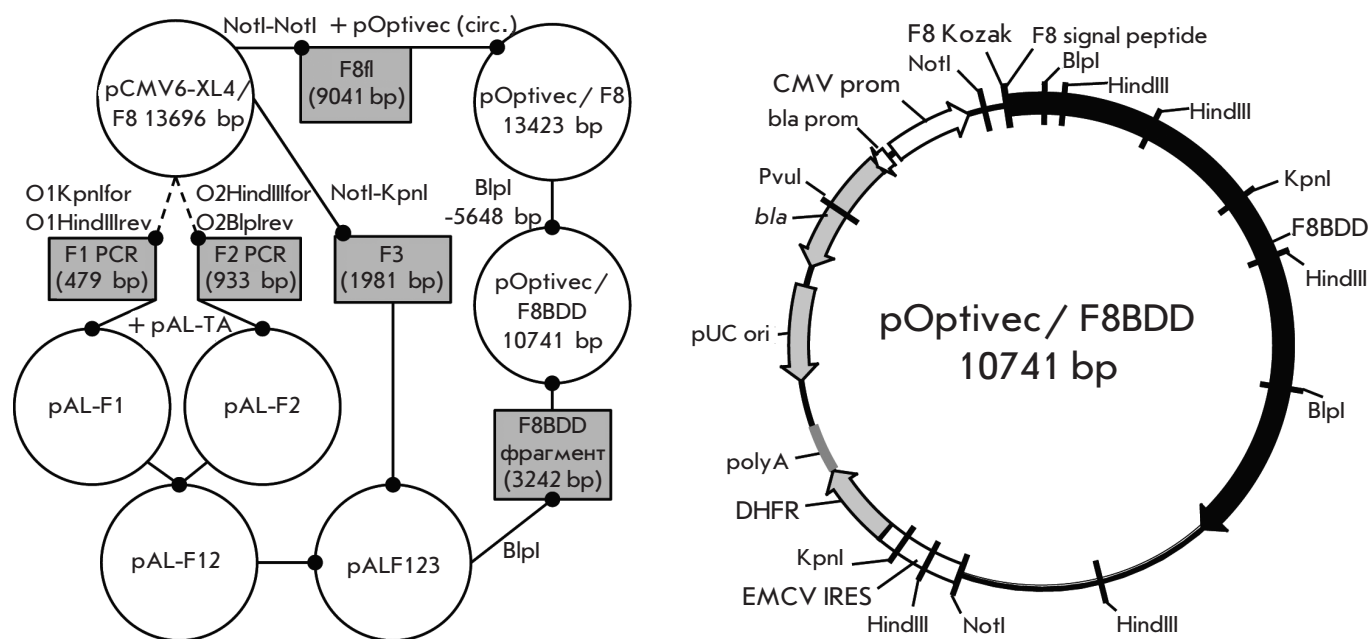 NotI-NotI + pOptivec (circ.)
pCMV6-XL4/
F8 13696 bp
F8fl
(9041 bp)
pOptivec/ F8
13423 bp
O1KpnIfor
O1HindIIIrev
O2HindIIIfor
O2BlpIrev
NotI-KpnI
BlpI
-5648 bp
F1 PCR
(479 bp)
F2 PCR
(933 bp)
F3
(1981 bp)
pOptivec/
F8BDD
10741 bp
+ pAL-TA
pAL-F1
pAL-F2
F8BDD
фрагмент
(3242 bp)
pAL-F12
pALF123
BlpI
F8 Kozak
F8 signal peptide
NotI
BlpI
HindIII
CMV prom
HindIII
bla prom
PvuI
KpnI
bla
F8BDD
HindIII
pUC ori
pOptivec/ F8BDD
10741 bp
BlpI
polyA
DHFR
KpnI
EMCV IRES
HindIII
NotI
HindIII